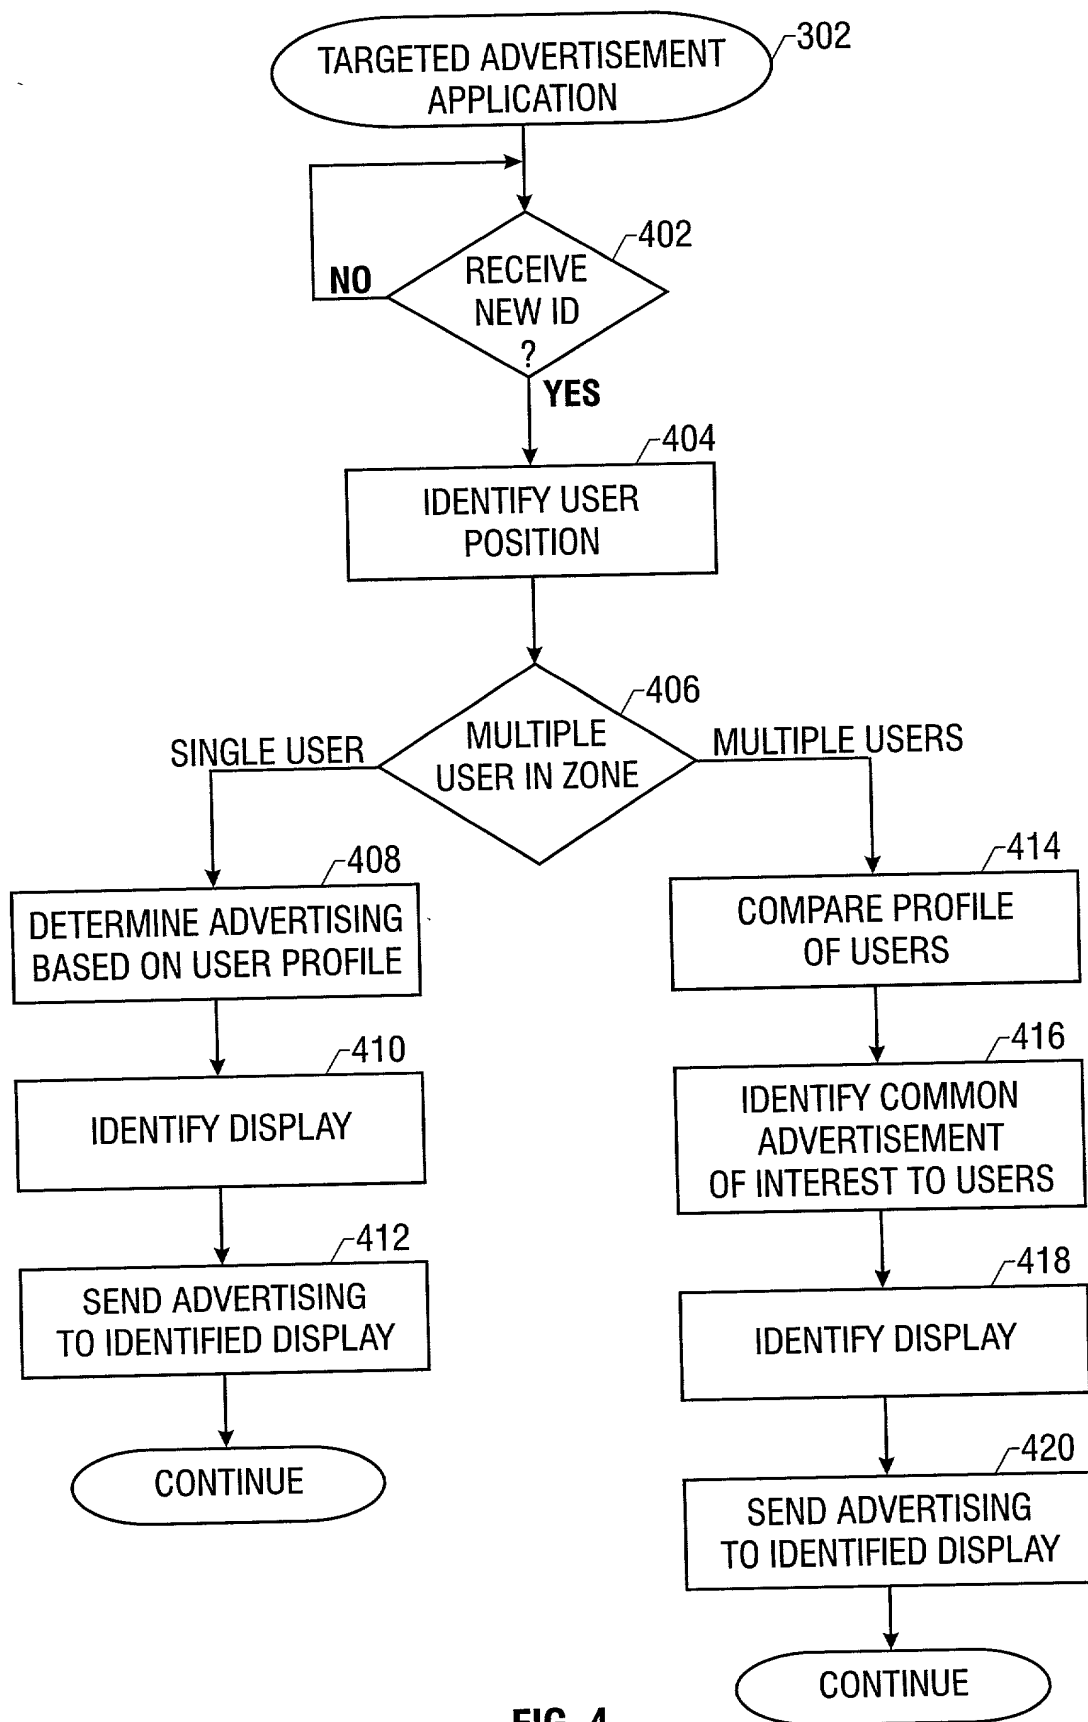 302
TARGETED ADVERTISEMENT
APPLICATION
402
RECEIVE
NEW ID
?
NO
YES
404
IDENTIFY USER
POSITION
406
MULTIPLE
USER IN ZONE
SINGLE USER
MULTIPLE USERS
408
DETERMINE ADVERTISING
BASED ON USER PROFILE
410
IDENTIFY DISPLAY
412
SEND ADVERTISING
TO IDENTIFIED DISPLAY
CONTINUE
414
COMPARE PROFILE
OF USERS
416
IDENTIFY COMMON
ADVERTISEMENT
OF INTEREST TO USERS
418
IDENTIFY DISPLAY
420
SEND ADVERTISING
TO IDENTIFIED DISPLAY
CONTINUE
FIG. 4